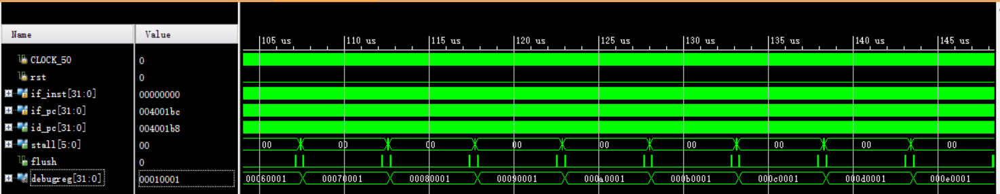 Name Value
105 us 110 us 115 us 120 us 125 us 130 us 135 us 140 us 145 us
CLOCK_50 0
rst 0
if_inst[31:0] 00000000
if_pc[31:0] 004001bc
id_pc[31:0] 004001b8
stall[5:0] 00 00 00 00 00 00 00 00 00 00
flush 0
debugreg[31:0] 00010001 00060001 00070001 00080001 00090001 000a0001 000b0001 000c0001 000d0001 000e0001